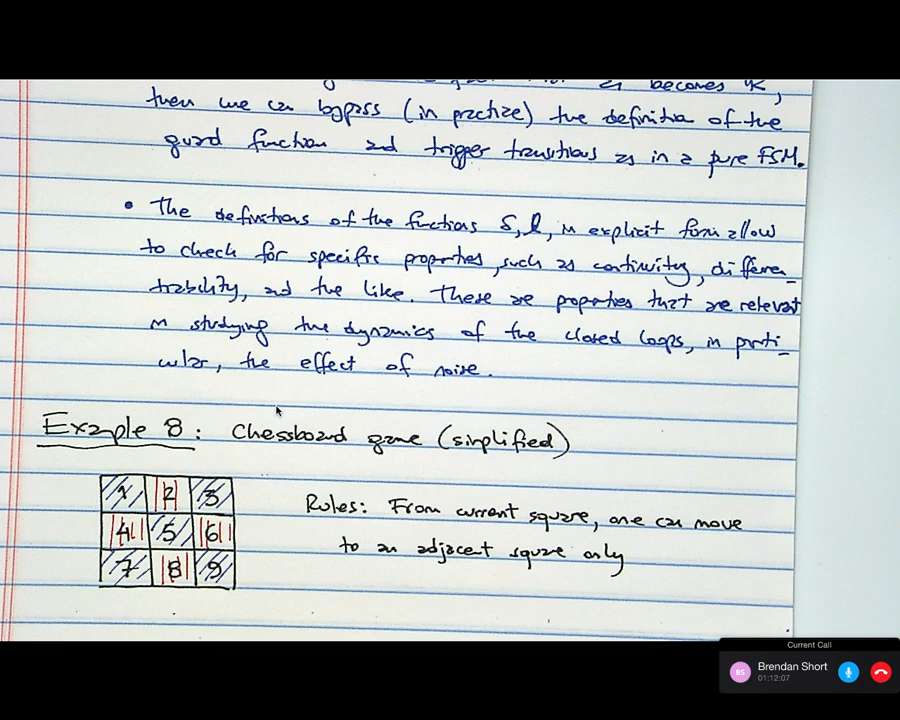 becomes
then we can bypass (in practice) the definition of the
guard function and trigger transitions as in a pure FSM.
• The definitions of the functions δ, l, in explicit form allow
to check for specific properties, such as continuity, differen-
tiability, and the like. These are properties that are relevant
in studying the dynamics of the closed loops, in parti-
cular, the effect of noise.
Example 8: Chessboard game (simplified)
1 2 3
4 5 6
7 8 9
Rules: From current square, one can move
to an adjacent square only
Current Call
BS
Brendan Short
01:12:07